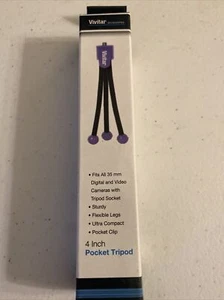 Vivitar
Vivitar
• Fits All 35 mm
Digital and Video
Cameras with
Tripod Socket
• Sturdy
• Flexible Legs
• Ultra Compact
• Pocket Clip
4 Inch
Pocket Tripod